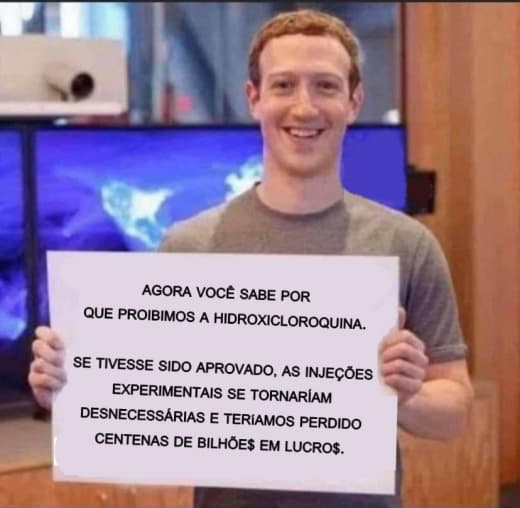 AGORA VOCÊ SABE POR
QUE PROIBIMOS A HIDROXICLOROQUINA.
SE TIVESSE SIDO APROVADO, AS INJEÇÕES
EXPERIMENTAIS SE TORNARÍAM
DESNECESSÁRIAS E TERíAMOS PERDIDO
CENTENAS DE BILHÕE$ EM LUCRO$.